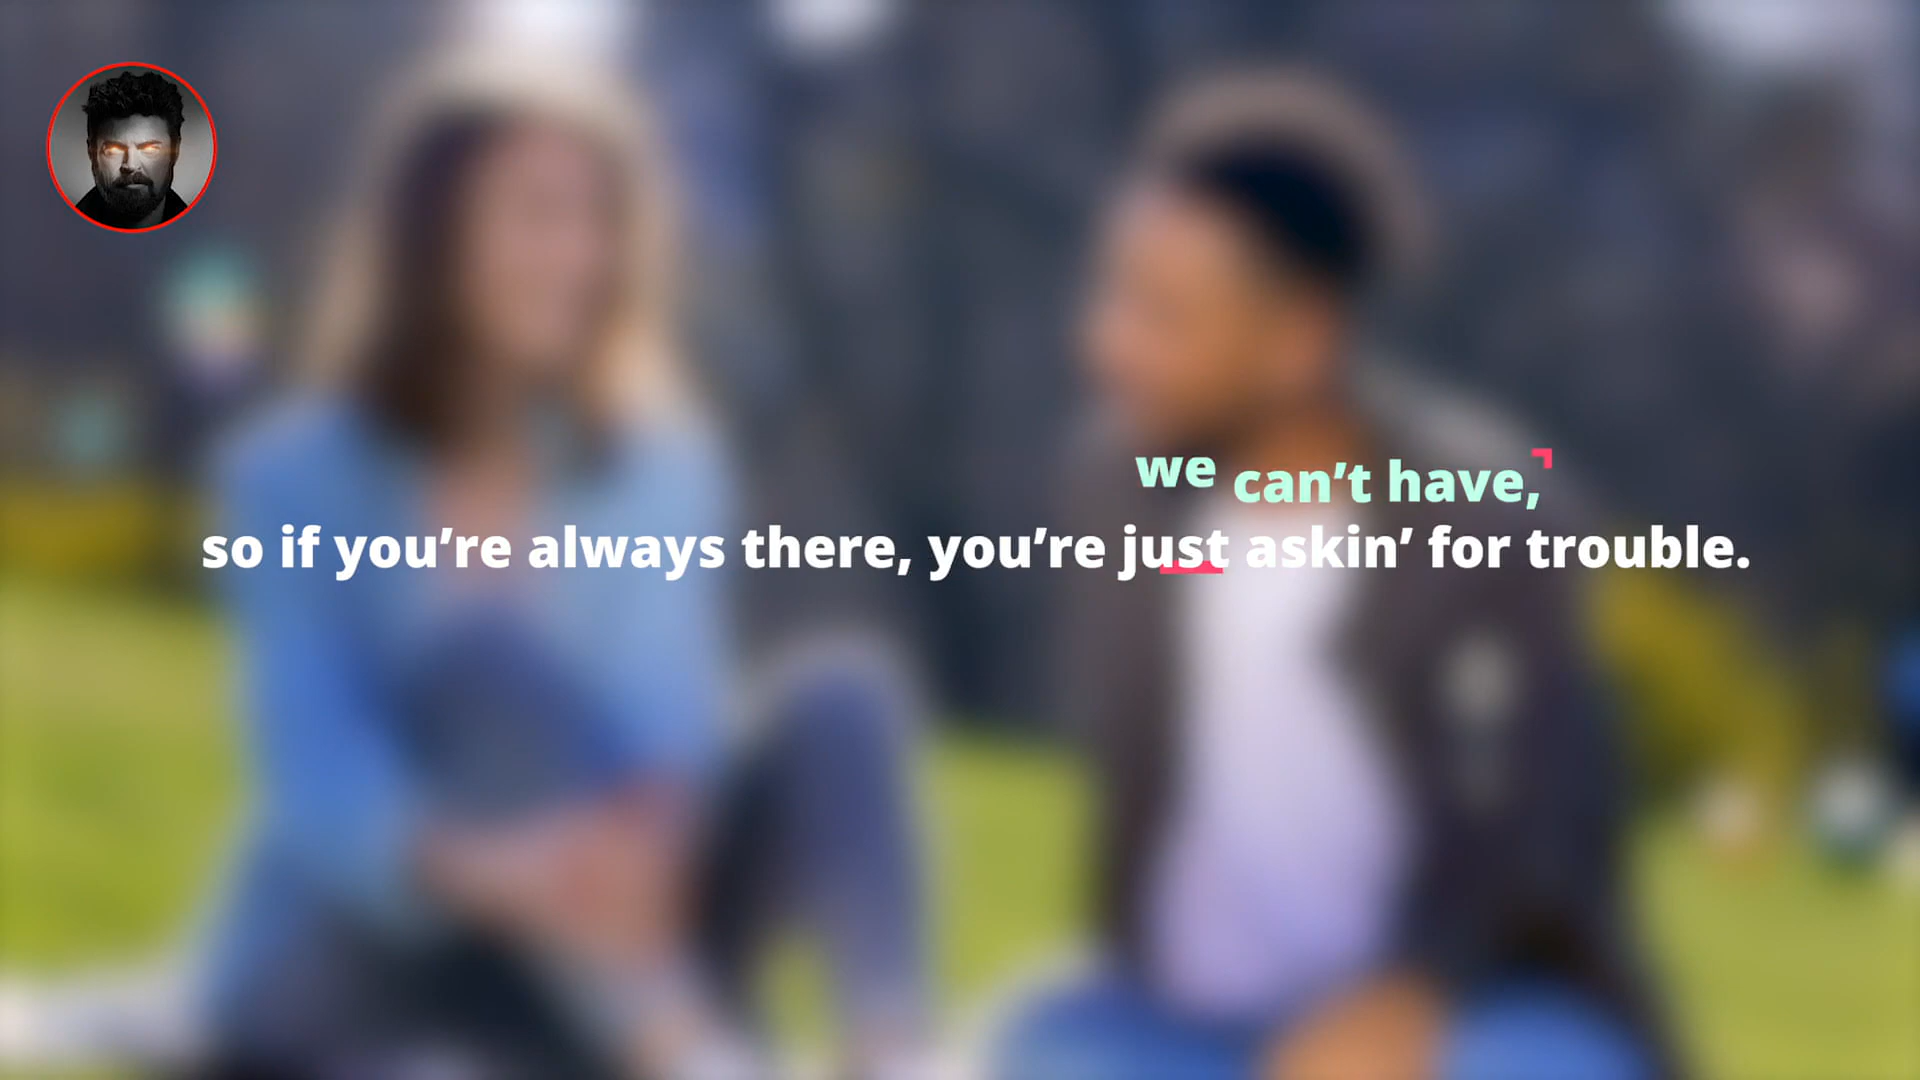 we can’t have,
so if you’re always there, you’re just askin’ for trouble.